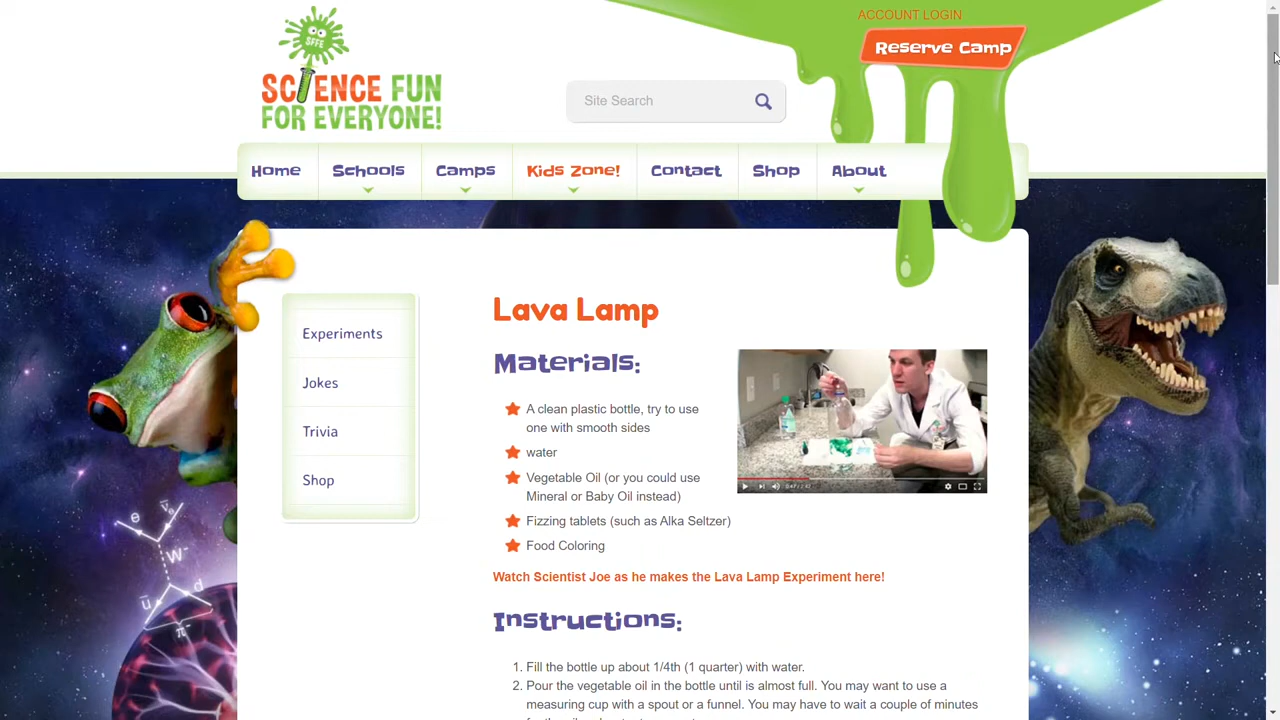 ACCOUNT LOGIN
Reserve Camp
SFFE
SCIENCE FUN
FOR EVERYONE!
Site Search
Home
Schools
Camps
Kids Zone!
Contact
Shop
About
Experiments
Jokes
Trivia
Shop
Lava Lamp
Materials:
A clean plastic bottle, try to use
one with smooth sides
water
Vegetable Oil (or you could use
Mineral or Baby Oil instead)
Fizzing tablets (such as Alka Seltzer)
Food Coloring
Watch Scientist Joe as he makes the Lava Lamp Experiment here!
Instructions:
1. Fill the bottle up about 1/4th (1 quarter) with water.
2. Pour the vegetable oil in the bottle until is almost full. You may want to use a
measuring cup with a spout or a funnel. You may have to wait a couple of minutes